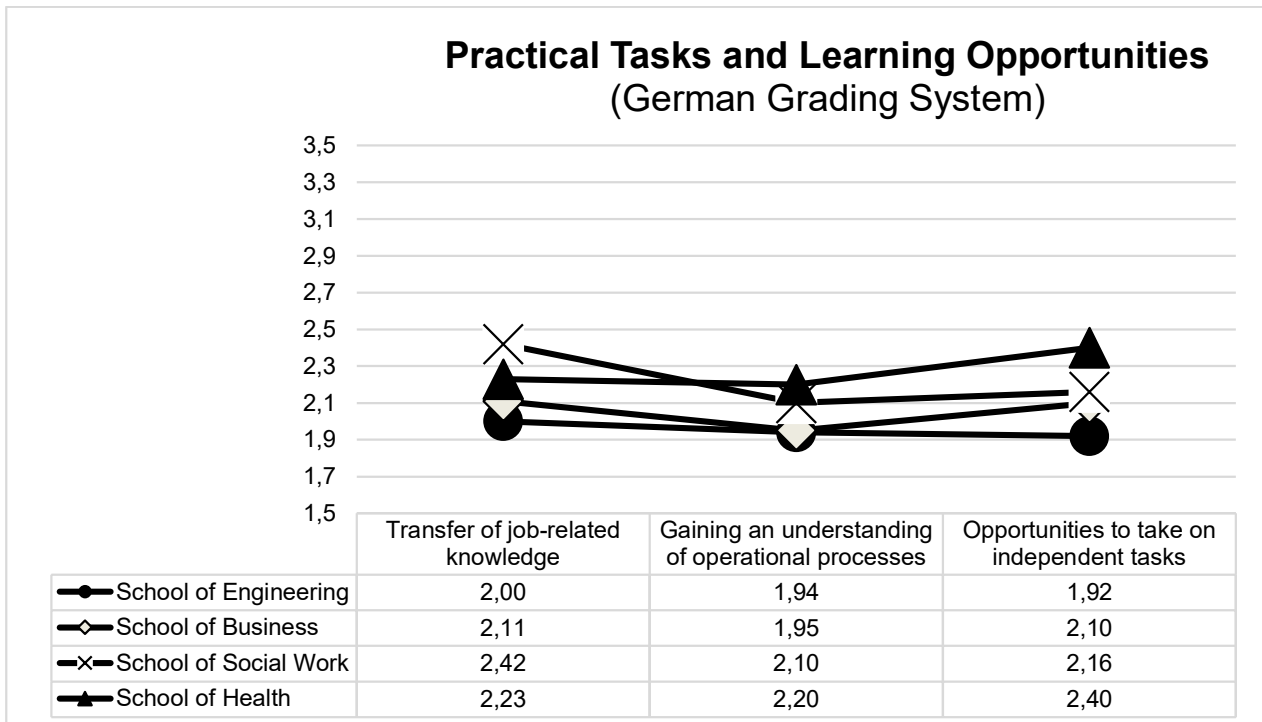 Practical Tasks and Learning Opportunities
(German Grading System)
3,5
3,3
3,1
2,9
2,7
2,5
2,3
2,1
1,9
1,7
1,5
Transfer of job-related knowledge Gaining an understanding of operational processes Opportunities to take on independent tasks
School of Engineering 2,00 1,94 1,92
School of Business 2,11 1,95 2,10
School of Social Work 2,42 2,10 2,16
School of Health 2,23 2,20 2,40